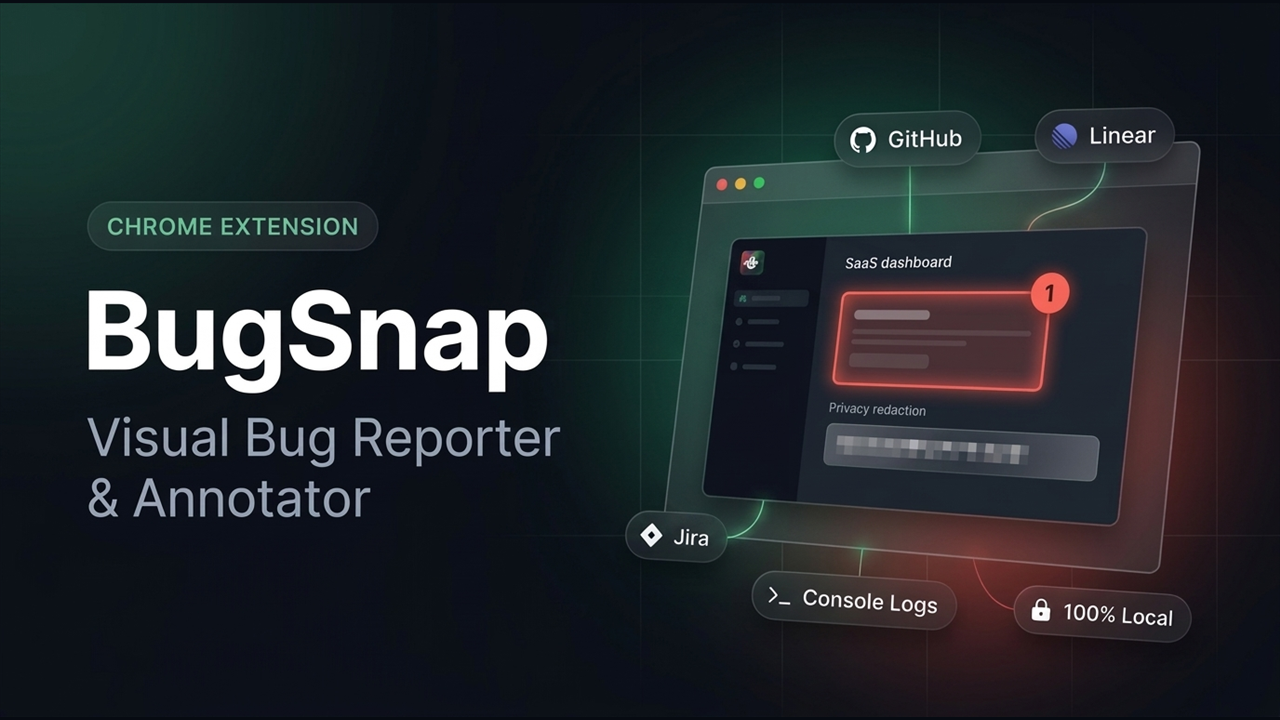 CHROME EXTENSION
BugSnap
Visual Bug Reporter
& Annotator
GitHub
Linear
SaaS dashboard
1
Privacy redaction
Jira
>_ Console Logs
100% Local